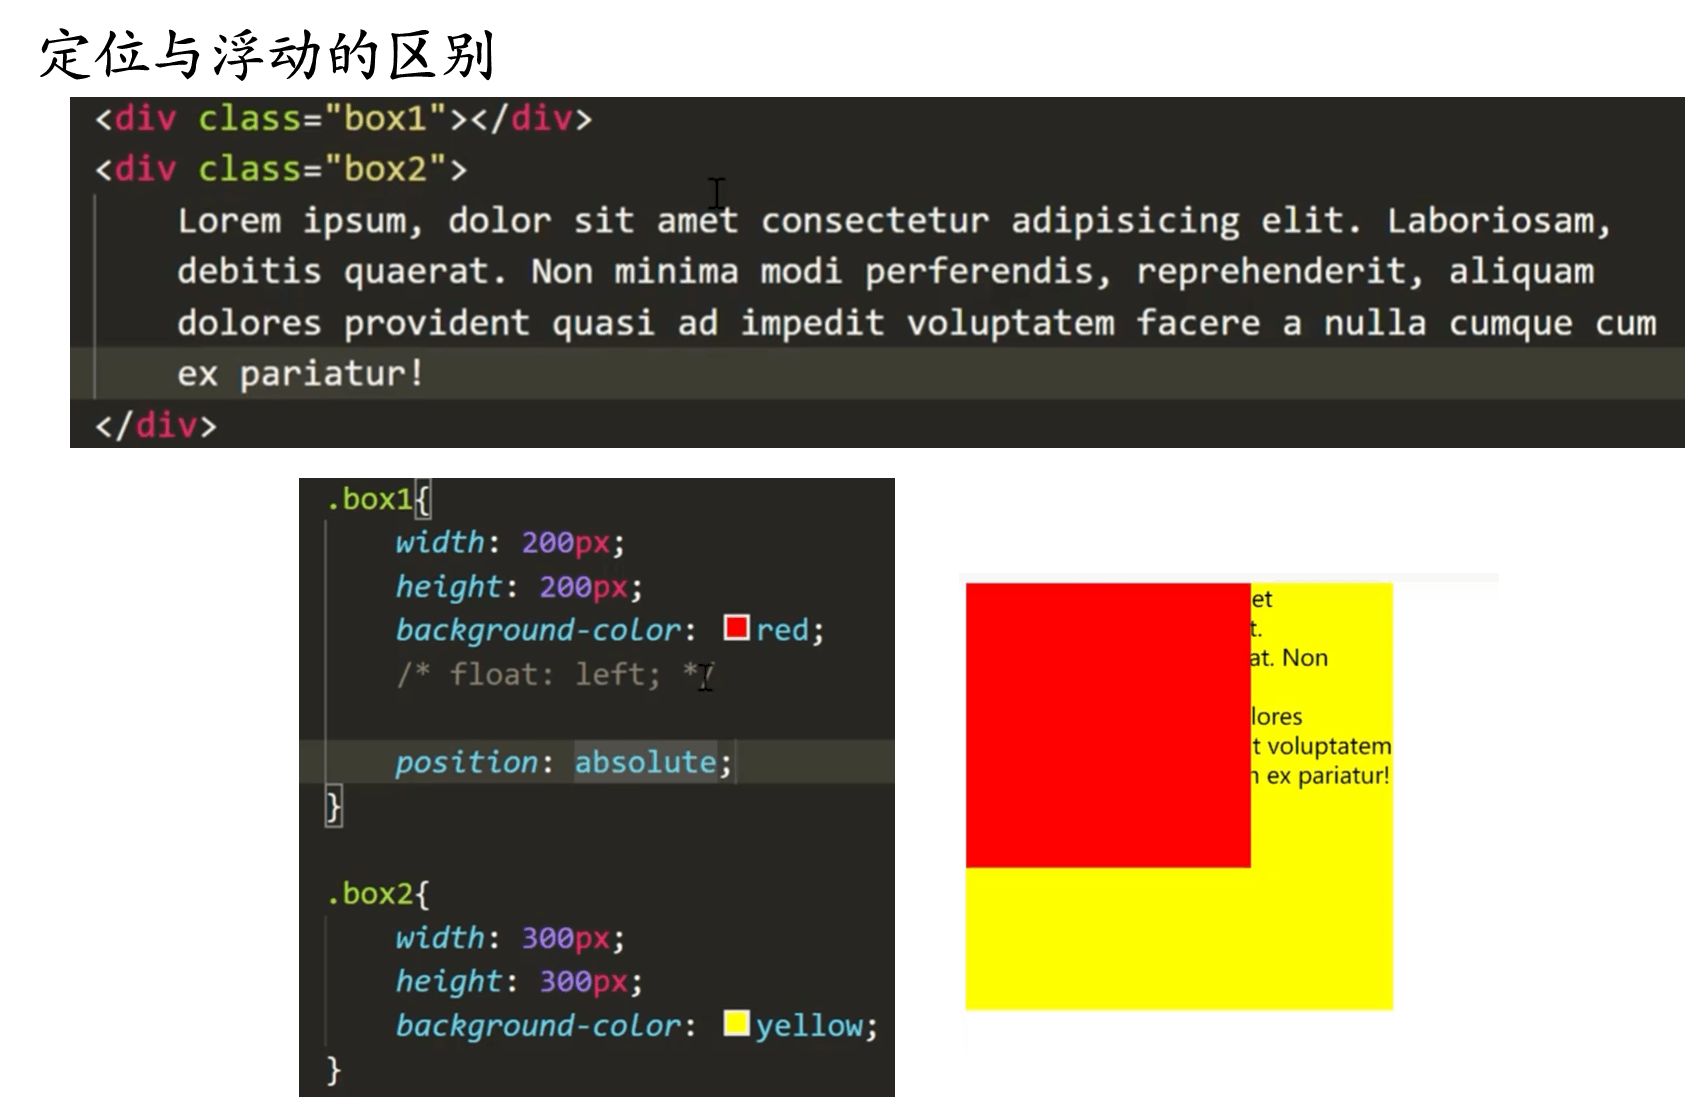 定位与浮动的区别
<div class="box1"></div>
<div class="box2">
Lorem ipsum, dolor sit amet consectetur adipisicing elit. Laboriosam,
debitis quaerat. Non minima modi perferendis, reprehenderit, aliquam
dolores provident quasi ad impedit voluptatem facere a nulla cumque cum
ex pariatur!
</div>
.box1{
width: 200px;
height: 200px;
background-color: red;
/* float: left; */
position: absolute;
}
.box2{
width: 300px;
height: 300px;
background-color: yellow;
}
et
t.
at. Non
lores
t voluptatem
ex pariatur!